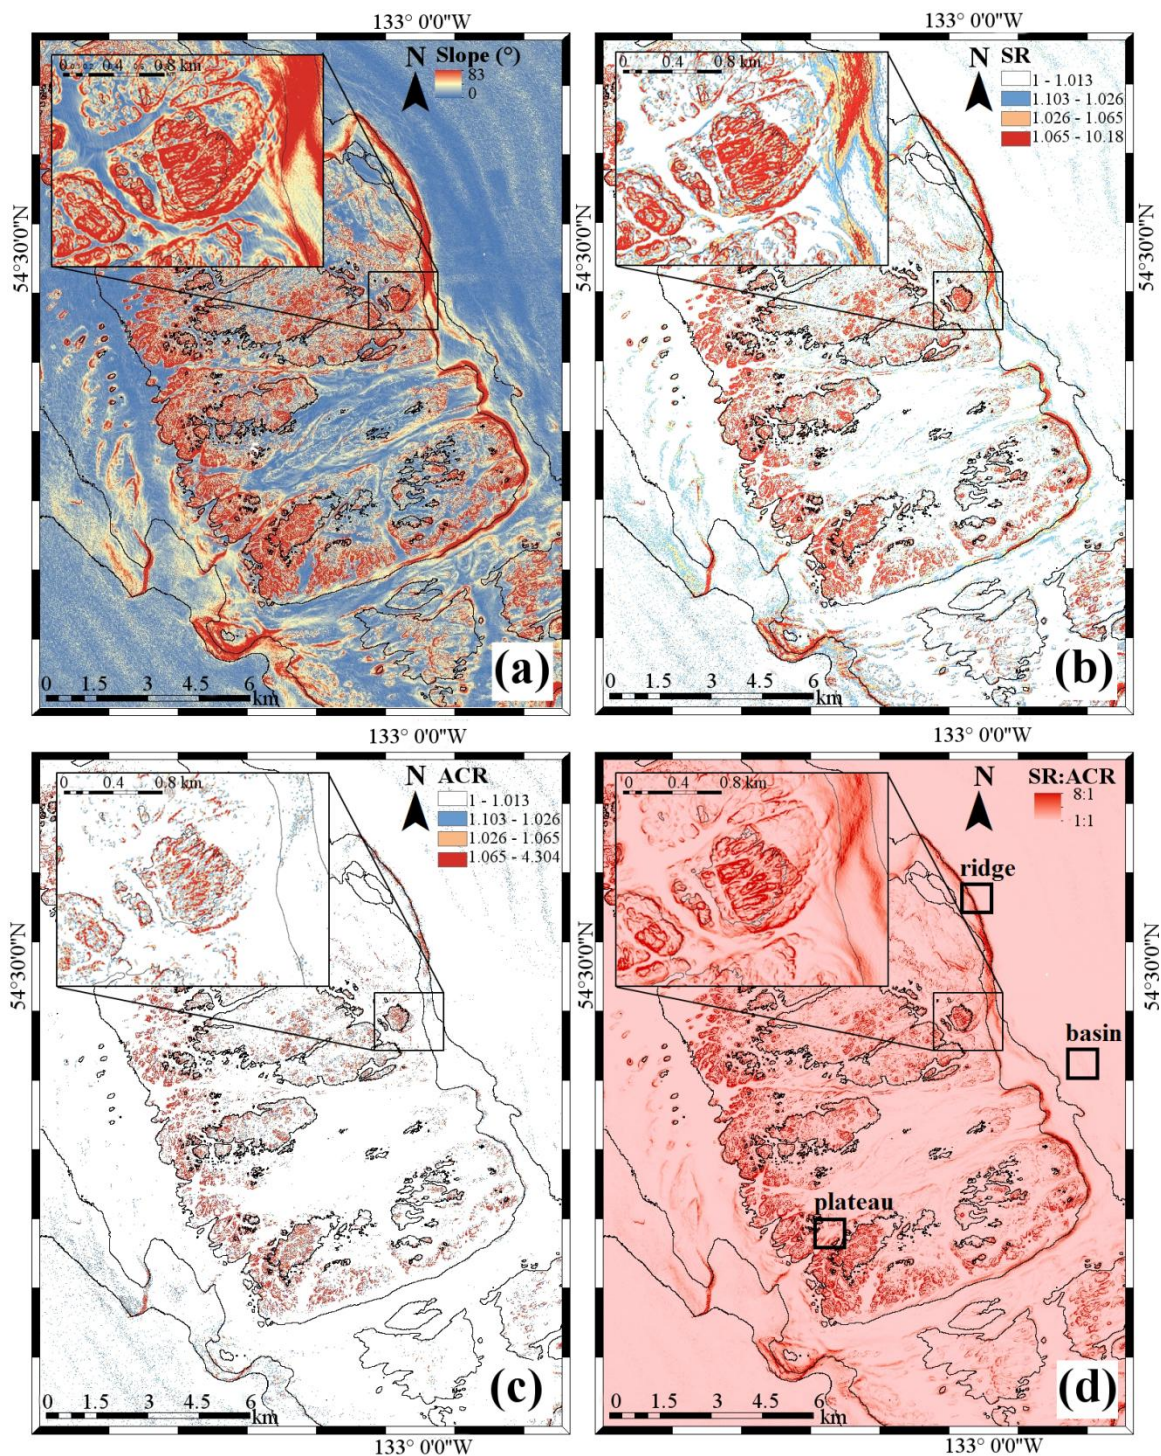 133° 0'0"W
133° 0'0"W
N
Slope (°)
83
0
0 0.4 0.8 km
54°30'0"N
(a)
0 1.5 3 4.5 6
km
N
SR
1 - 1.013
1.103 - 1.026
1.026 - 1.065
1.065 - 10.18
0 0.4 0.8 km
54°30'0"N
(b)
0 1.5 3 4.5 6
km
133° 0'0"W
133° 0'0"W
N
ACR
1 - 1.013
1.103 - 1.026
1.026 - 1.065
1.065 - 4.304
0 0.4 0.8 km
54°30'0"N
54°30'0"N
(c)
0 1.5 3 4.5 6
km
N
SR:ACR
8:1
1:1
0 0.4 0.8 km
ridge
basin
plateau
54°30'0"N
(d)
0 1.5 3 4.5 6
km
133° 0'0"W
133° 0'0"W